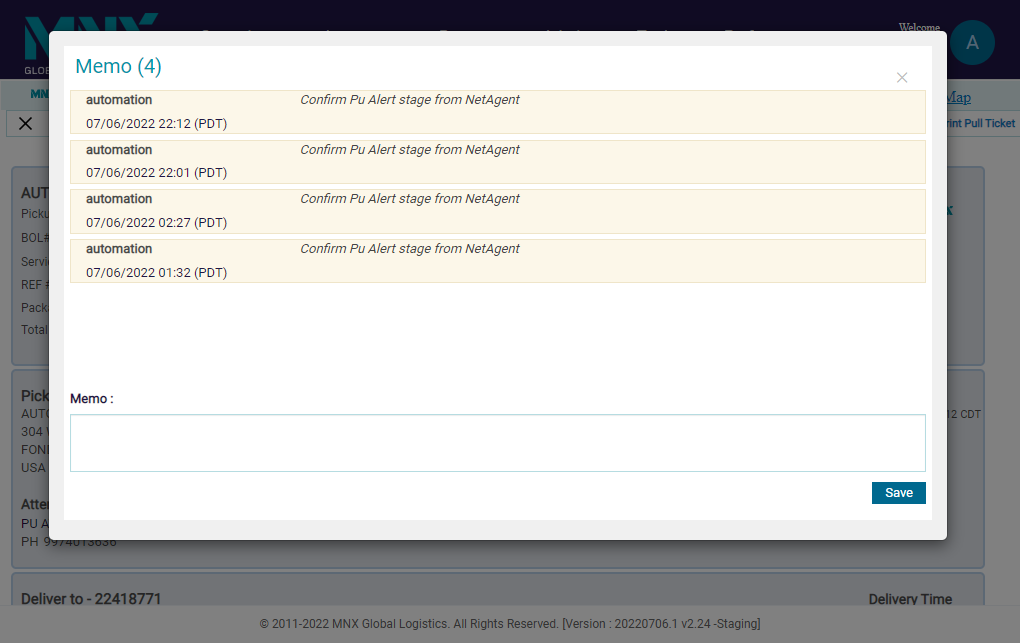 MNX
Welcome
A
GLOB
Memo (4)
automation Confirm Pu Alert stage from NetAgent
07/06/2022 22:12 (PDT)
automation Confirm Pu Alert stage from NetAgent
07/06/2022 22:01 (PDT)
automation Confirm Pu Alert stage from NetAgent
07/06/2022 02:27 (PDT)
automation Confirm Pu Alert stage from NetAgent
07/06/2022 01:32 (PDT)
Memo :
Save
MN
Map
rint Pull Ticket
AUT
Picku
BOL#
Servi
REF #
Packa
Total
Pick
AUTO
12 CDT
304 W
FOND
USA
Atte
PU A
PH 9974013636
Deliver to - 22418771 Delivery Time
© 2011-2022 MNX Global Logistics. All Rights Reserved. [Version : 20220706.1 v2.24 -Staging]